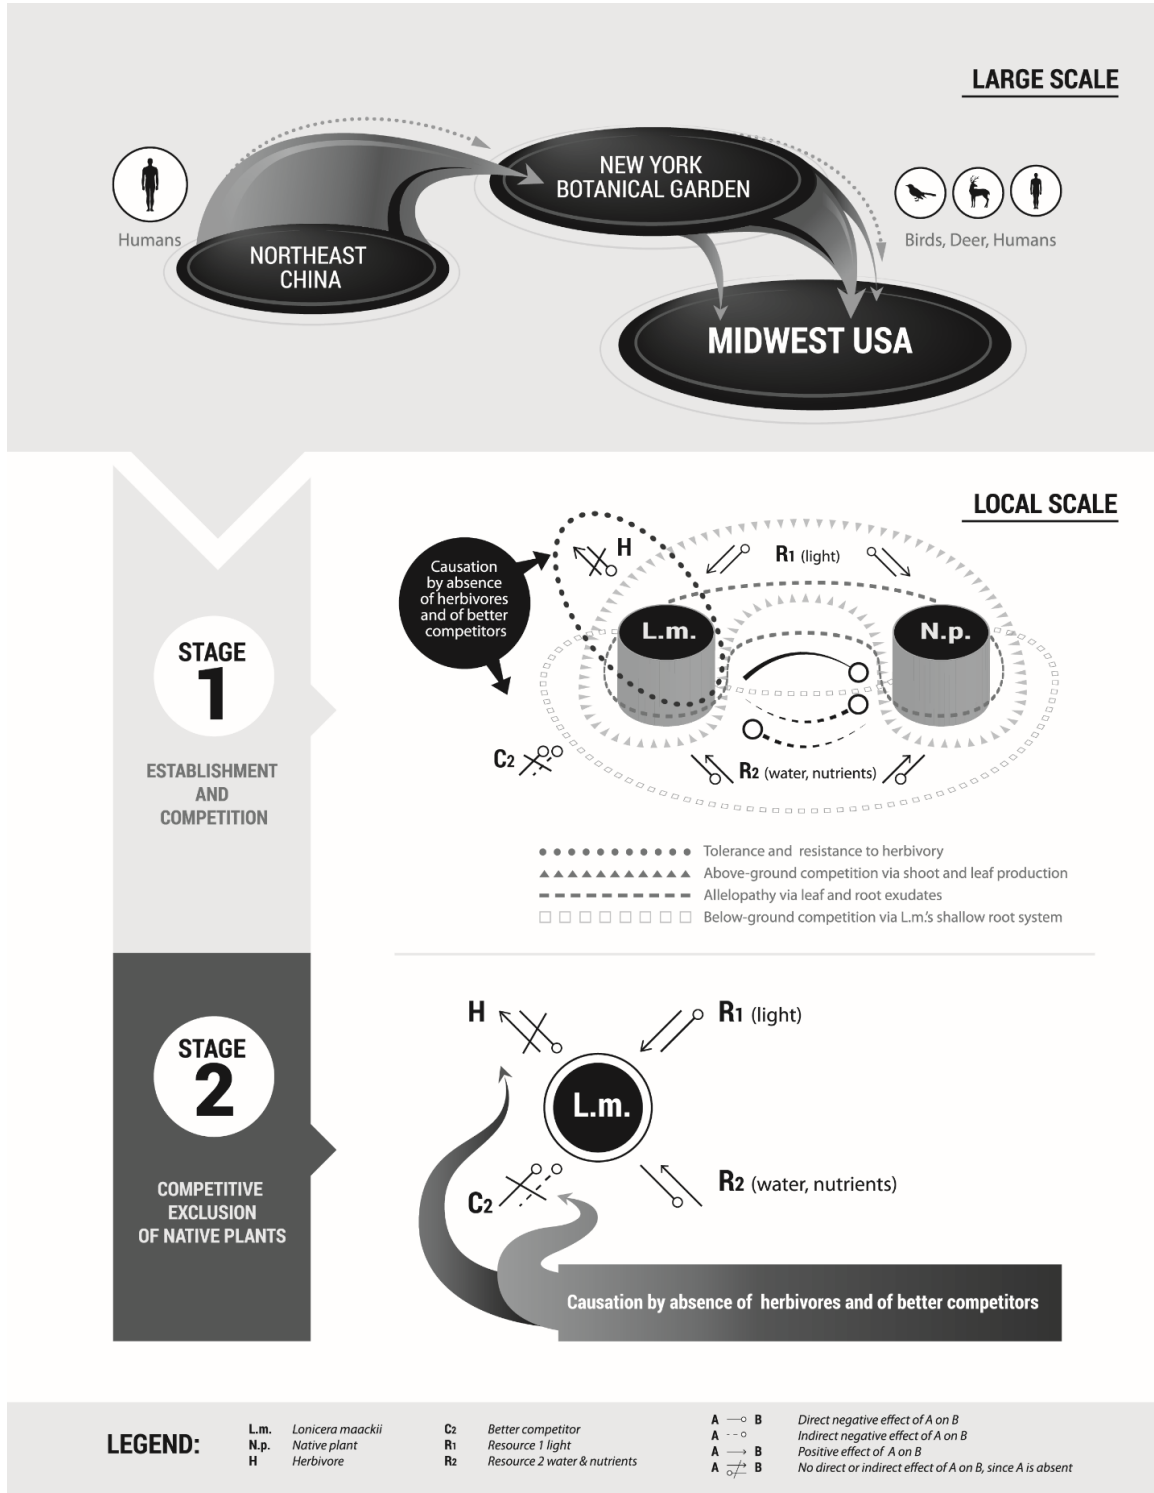 LARGE SCALE
Humans
NORTHEAST
CHINA
NEW YORK
BOTANICAL GARDEN
Birds, Deer, Humans
MIDWEST USA
LOCAL SCALE
STAGE
1
ESTABLISHMENT
AND
COMPETITION
Causation
by absence
of herbivores
and of better
competitors
H
R1 (light)
L.m.
N.p.
C2
R2 (water, nutrients)
Tolerance and resistance to herbivory
Above-ground competition via shoot and leaf production
Allelopathy via leaf and root exudates
Below-ground competition via L.m.'s shallow root system
STAGE
2
COMPETITIVE
EXCLUSION
OF NATIVE PLANTS
H
R1 (light)
L.m.
C2
R2 (water, nutrients)
Causation by absence of herbivores and of better competitors
LEGEND:
L.m. Lonicera maackii
N.p. Native plant
H Herbivore
C2 Better competitor
R1 Resource 1 light
R2 Resource 2 water & nutrients
A B Direct negative effect of A on B
A Indirect negative effect of A on B
A B Positive effect of A on B
A B No direct or indirect effect of A on B, since A is absent